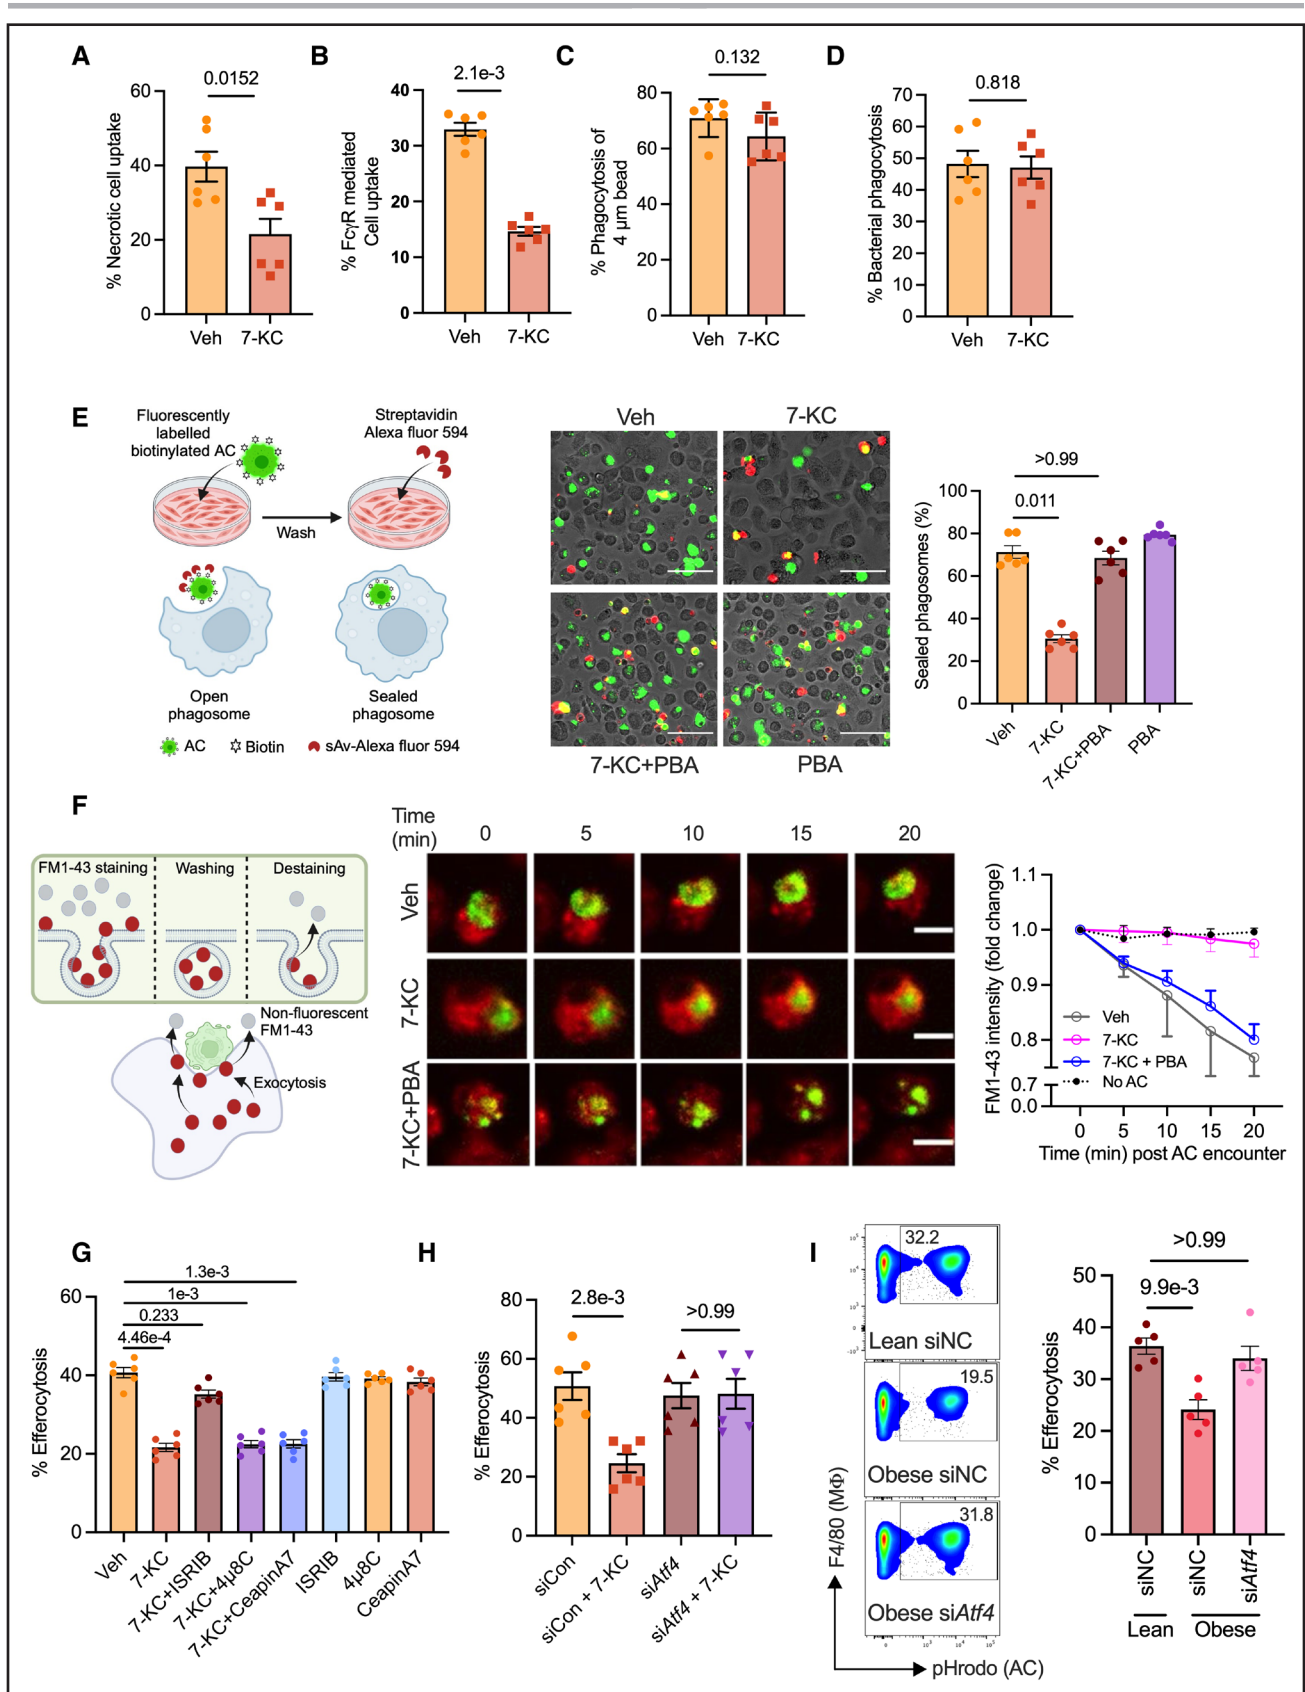 A
0.0152
% Necrotic cell uptake
60
40
20
0
Veh
7-KC
B
2.1e-3
% FcγR mediated
Cell uptake
40
30
20
10
0
Veh
7-KC
C
0.132
% Phagocytosis of
4 µm bead
80
60
40
20
0
Veh
7-KC
D
0.818
% Bacterial phagocytosis
70
60
50
40
30
20
10
0
Veh
7-KC
E
Fluorescently
labelled
biotinylated AC
Streptavidin
Alexa fluor 594
Wash
Open
phagosome
Sealed
phagosome
AC
Biotin
sAv-Alexa fluor 594
Veh
7-KC
7-KC+PBA
PBA
>0.99
0.011
Sealed phagosomes (%)
100
80
60
40
20
0
Veh
7-KC
7-KC+PBA
PBA
F
FM1-43 staining
Washing
Destaining
Non-fluorescent
FM1-43
Exocytosis
Time
(min)
0
5
10
15
20
Veh
7-KC
7-KC+PBA
FM1-43 intensity (fold change)
1.1
1.0
0.9
0.8
0.7
0.0
Veh
7-KC
7-KC + PBA
No AC
0
5
10
15
20
Time (min) post AC encounter
G
1.3e-3
1e-3
0.233
4.46e-4
% Efferocytosis
60
40
20
0
Veh
7-KC
7-KC+ISRIB
7-KC+4µ8C
7-KC+CeapinA7
ISRIB
4µ8C
CeapinA7
H
2.8e-3
>0.99
% Efferocytosis
80
60
40
20
0
siCon
siCon + 7-KC
siAtf4
siAtf4 + 7-KC
I
32.2
Lean siNC
19.5
Obese siNC
31.8
Obese siAtf4
F4/80 (MΦ)
pHrodo (AC)
>0.99
9.9e-3
% Efferocytosis
50
40
30
20
10
0
siNC
siNC
siAtf4
Lean
Obese